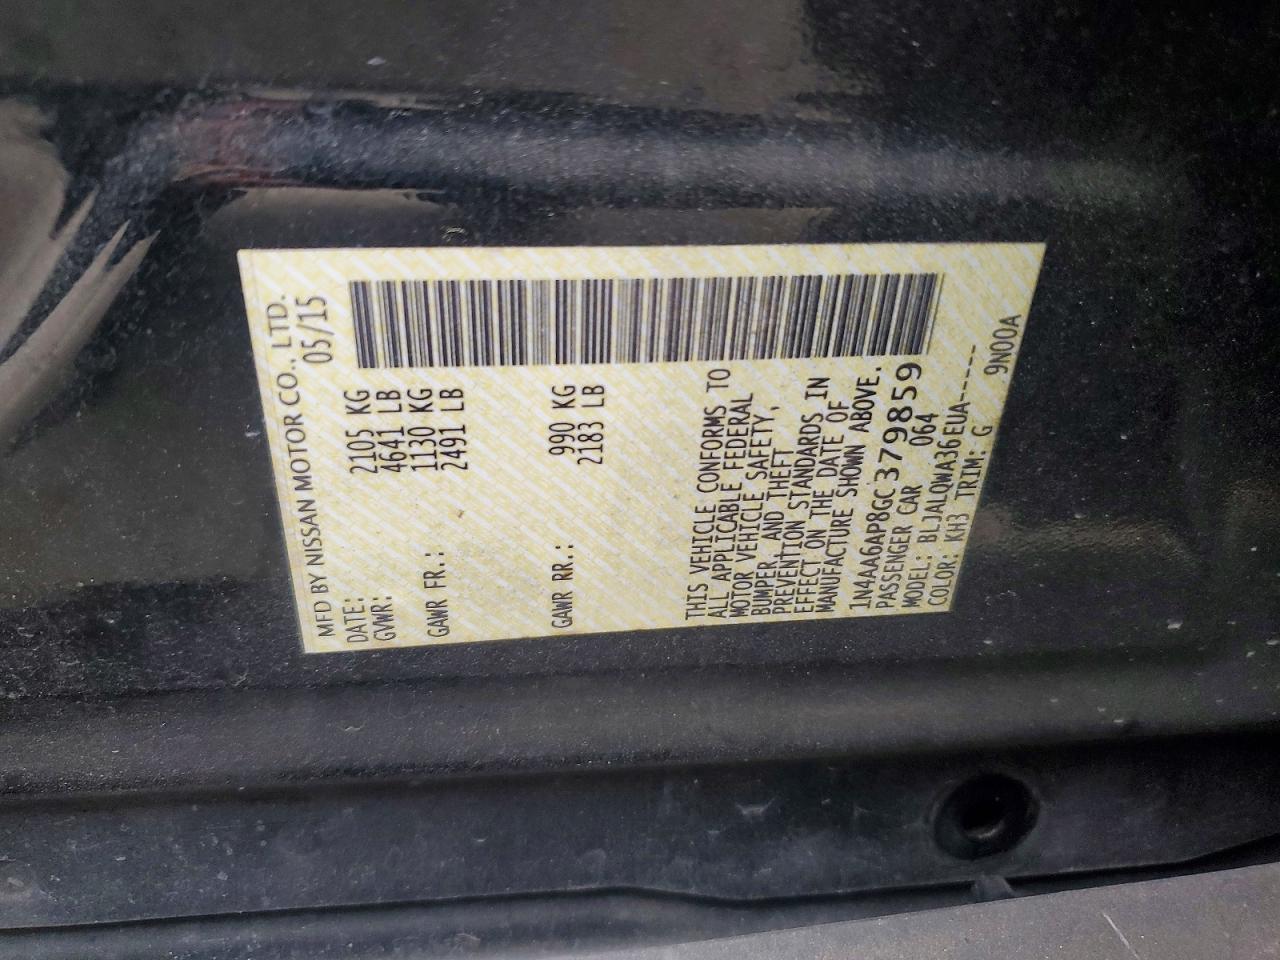 MFD BY NISSAN MOTOR CO., LTD.
DATE: 05/15
GVWR: 2105 KG
4641 LB
GAWR FR.: 1130 KG
2491 LB
GAWR RR.: 990 KG
2183 LB
THIS VEHICLE CONFORMS TO
ALL APPLICABLE FEDERAL
MOTOR VEHICLE SAFETY,
BUMPER AND THEFT
PREVENTION STANDARDS IN
EFFECT ON THE DATE OF
MANUFACTURE SHOWN ABOVE.
1N4AA6AP8GC379859
PASSENGER CAR 064
MODEL: BLJALQWA36EUA-----
COLOR: KH3 TRIM: G 9N00A